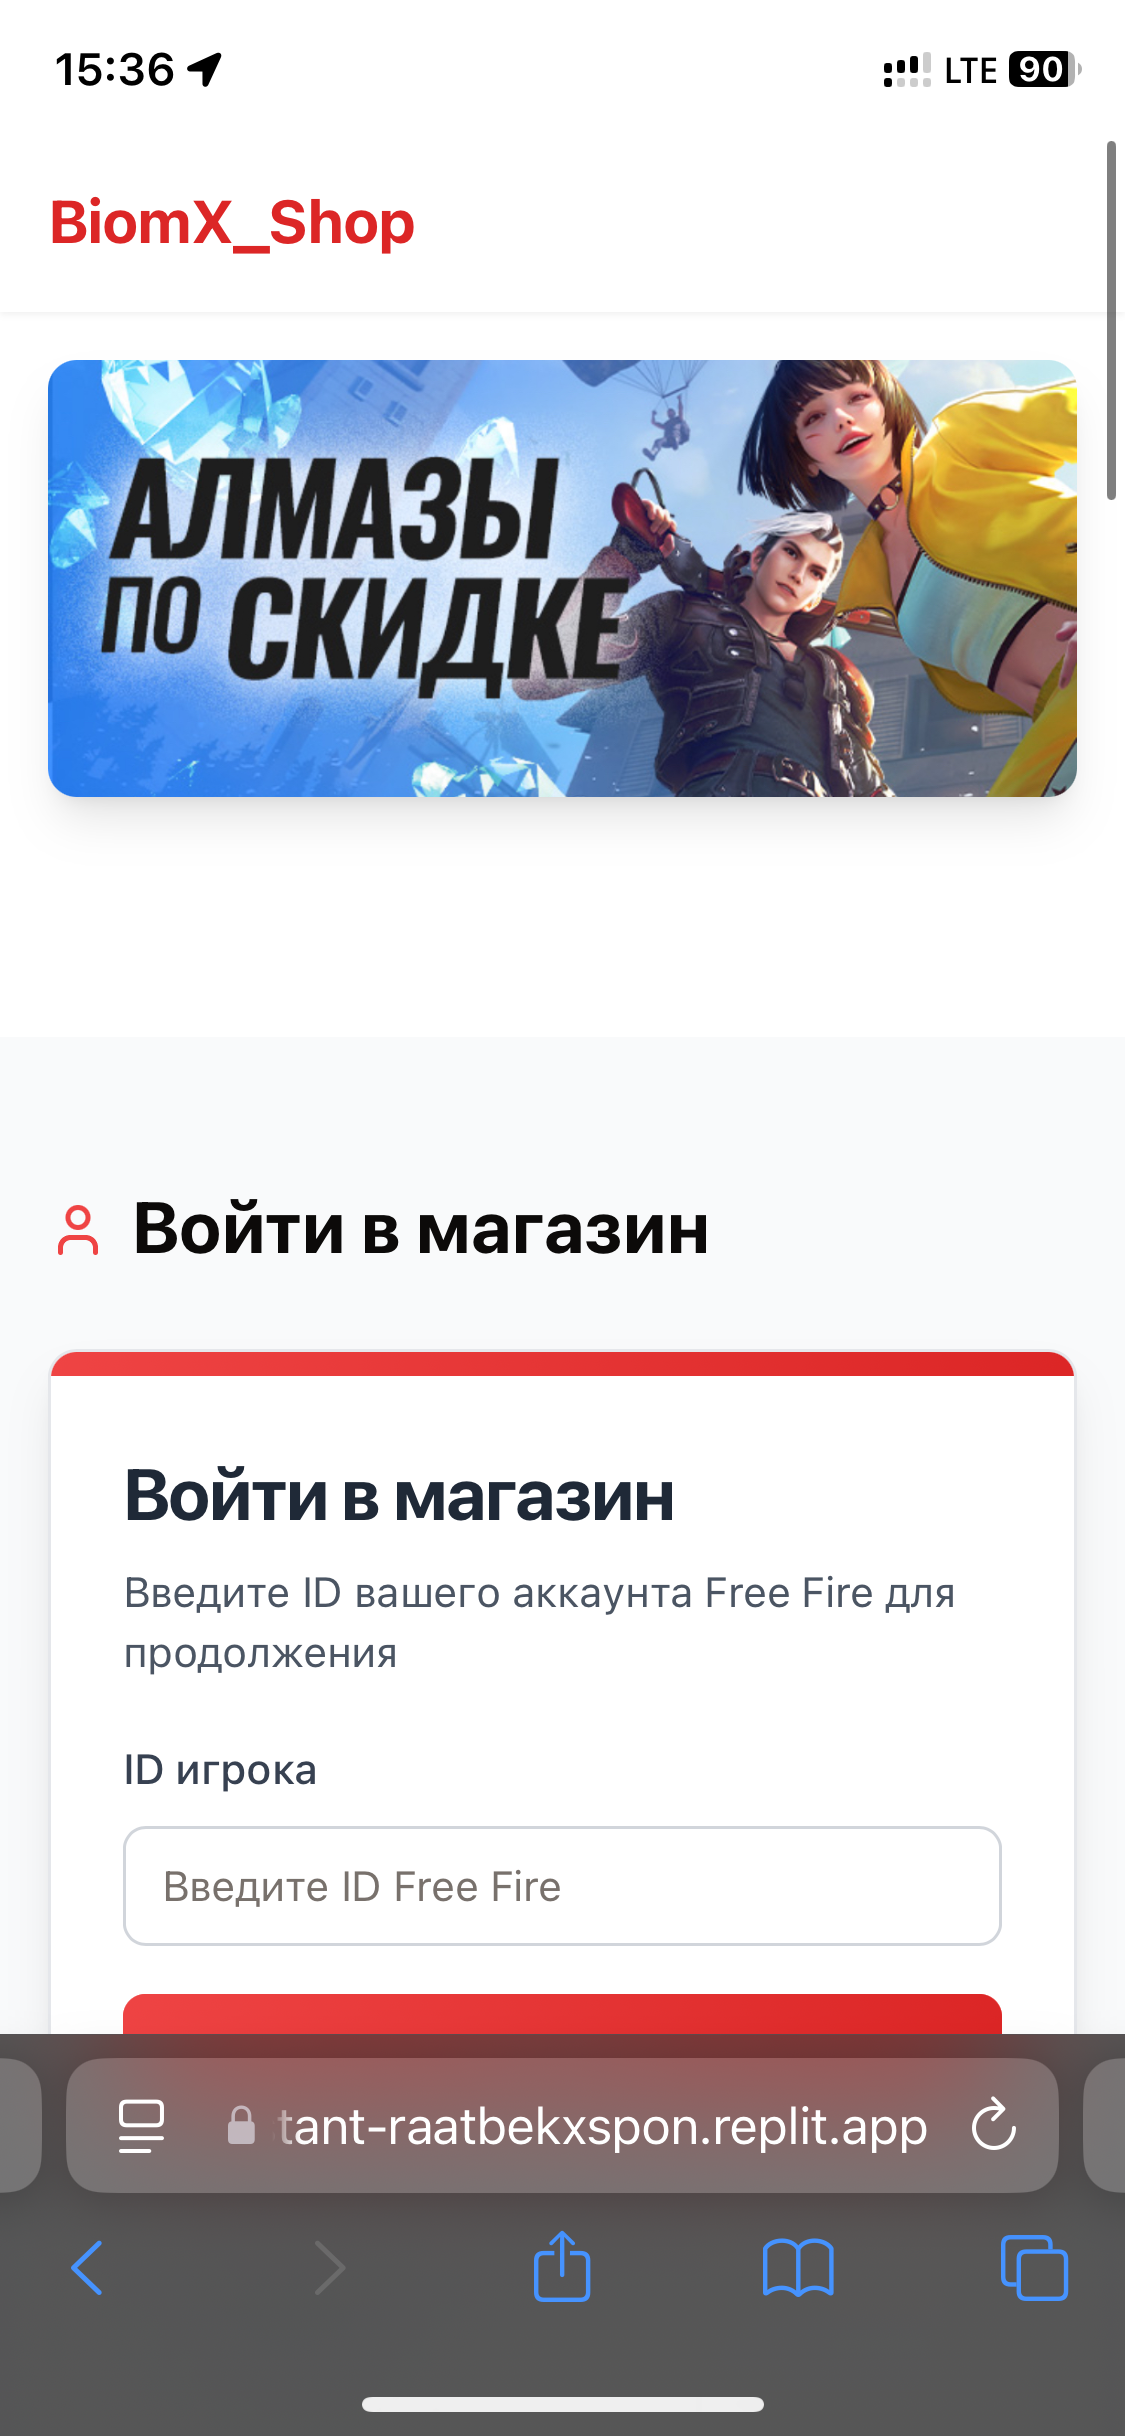 15:36
LTE 90
BiomX_Shop
АЛМАЗЫ
ПО СКИДКЕ
Войти в магазин
Войти в магазин
Введите ID вашего аккаунта Free Fire для
продолжения
ID игрока
Введите ID Free Fire
tant-raatbekxspon.replit.app